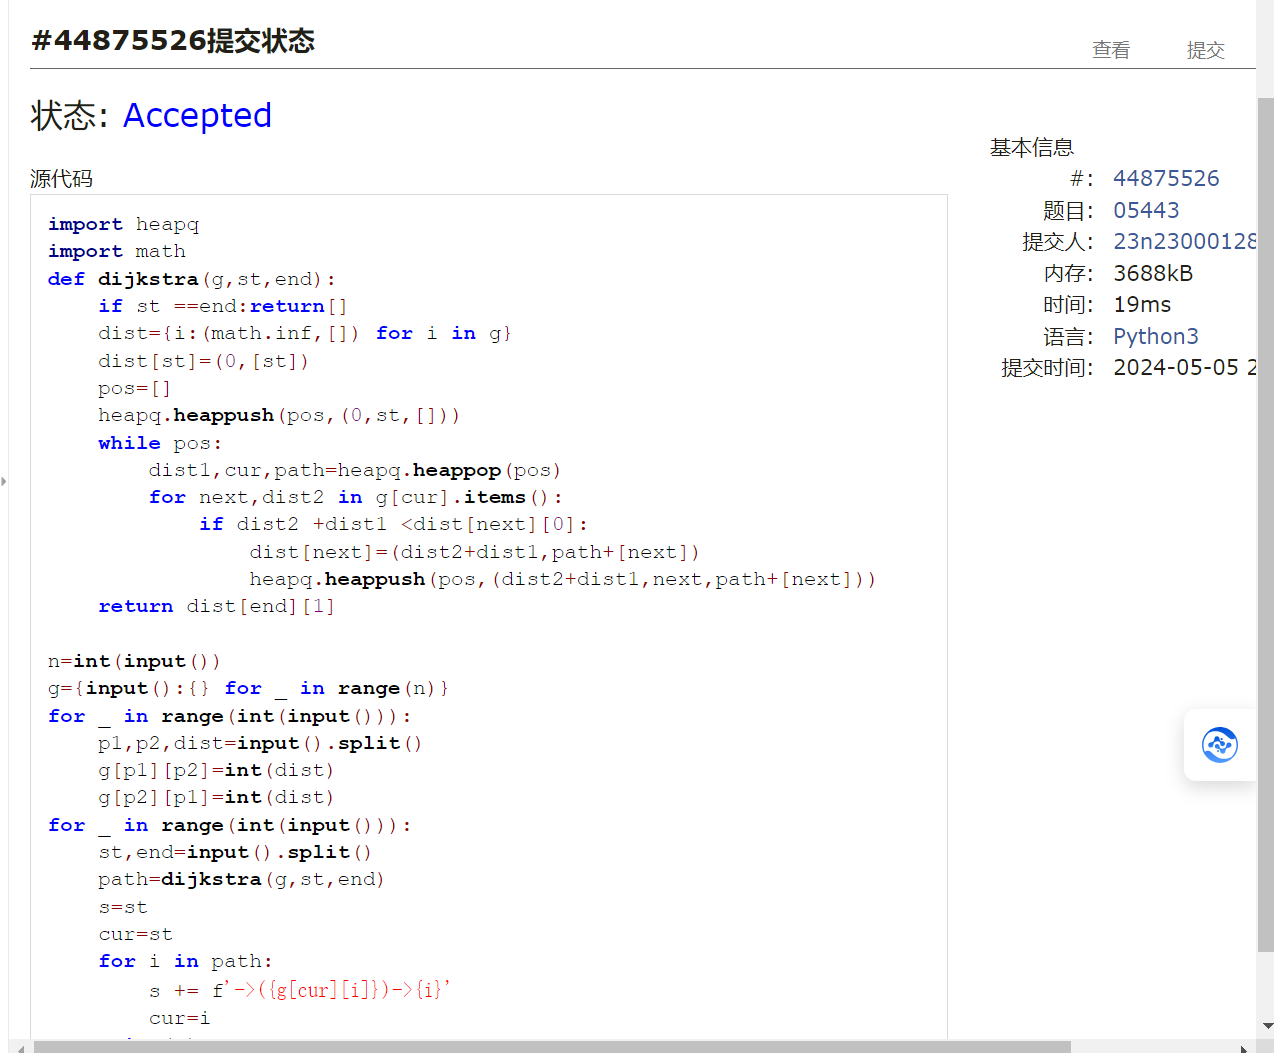 #44875526提交状态
查看 提交
状态: Accepted
源代码
import heapq
import math
def dijkstra(g,st,end):
    if st ==end:return[]
    dist={i:(math.inf,[]) for i in g}
    dist[st]=(0,[st])
    pos=[]
    heapq.heappush(pos,(0,st,[]))
    while pos:
        dist1,cur,path=heapq.heappop(pos)
        for next,dist2 in g[cur].items():
            if dist2 +dist1 <dist[next][0]:
                dist[next]=(dist2+dist1,path+[next])
                heapq.heappush(pos,(dist2+dist1,next,path+[next]))
    return dist[end][1]

n=int(input())
g={input():{} for _ in range(n)}
for _ in range(int(input())):
    p1,p2,dist=input().split()
    g[p1][p2]=int(dist)
    g[p2][p1]=int(dist)
for _ in range(int(input())):
    st,end=input().split()
    path=dijkstra(g,st,end)
    s=st
    cur=st
    for i in path:
        s += f'->({g[cur][i]})->{i}'
        cur=i
基本信息
#: 44875526
题目: 05443
提交人: 23n23000128
内存: 3688kB
时间: 19ms
语言: Python3
提交时间: 2024-05-05 2